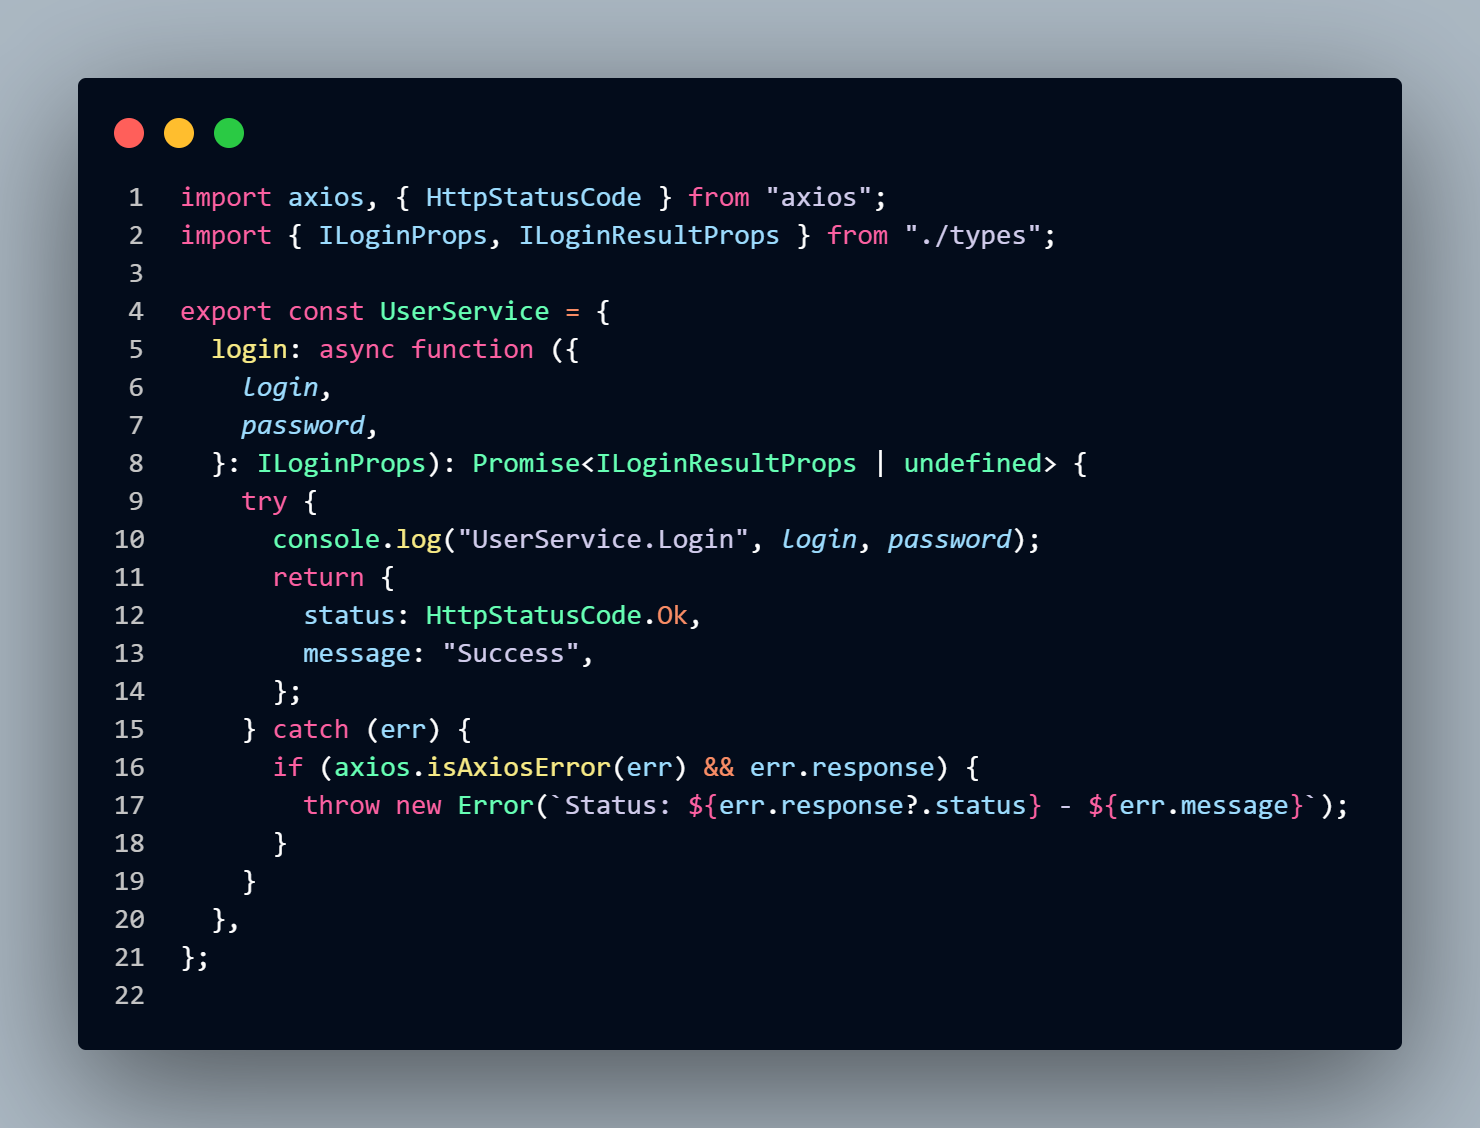 1 import axios, { HttpStatusCode } from "axios";
2 import { ILoginProps, ILoginResultProps } from "./types";
3
4 export const UserService = {
5   login: async function ({
6     login,
7     password,
8   }: ILoginProps): Promise<ILoginResultProps | undefined> {
9     try {
10       console.log("UserService.Login", login, password);
11       return {
12         status: HttpStatusCode.Ok,
13         message: "Success",
14       };
15     } catch (err) {
16       if (axios.isAxiosError(err) && err.response) {
17         throw new Error(`Status: ${err.response?.status} - ${err.message}`);
18       }
19     }
20   },
21 };
22